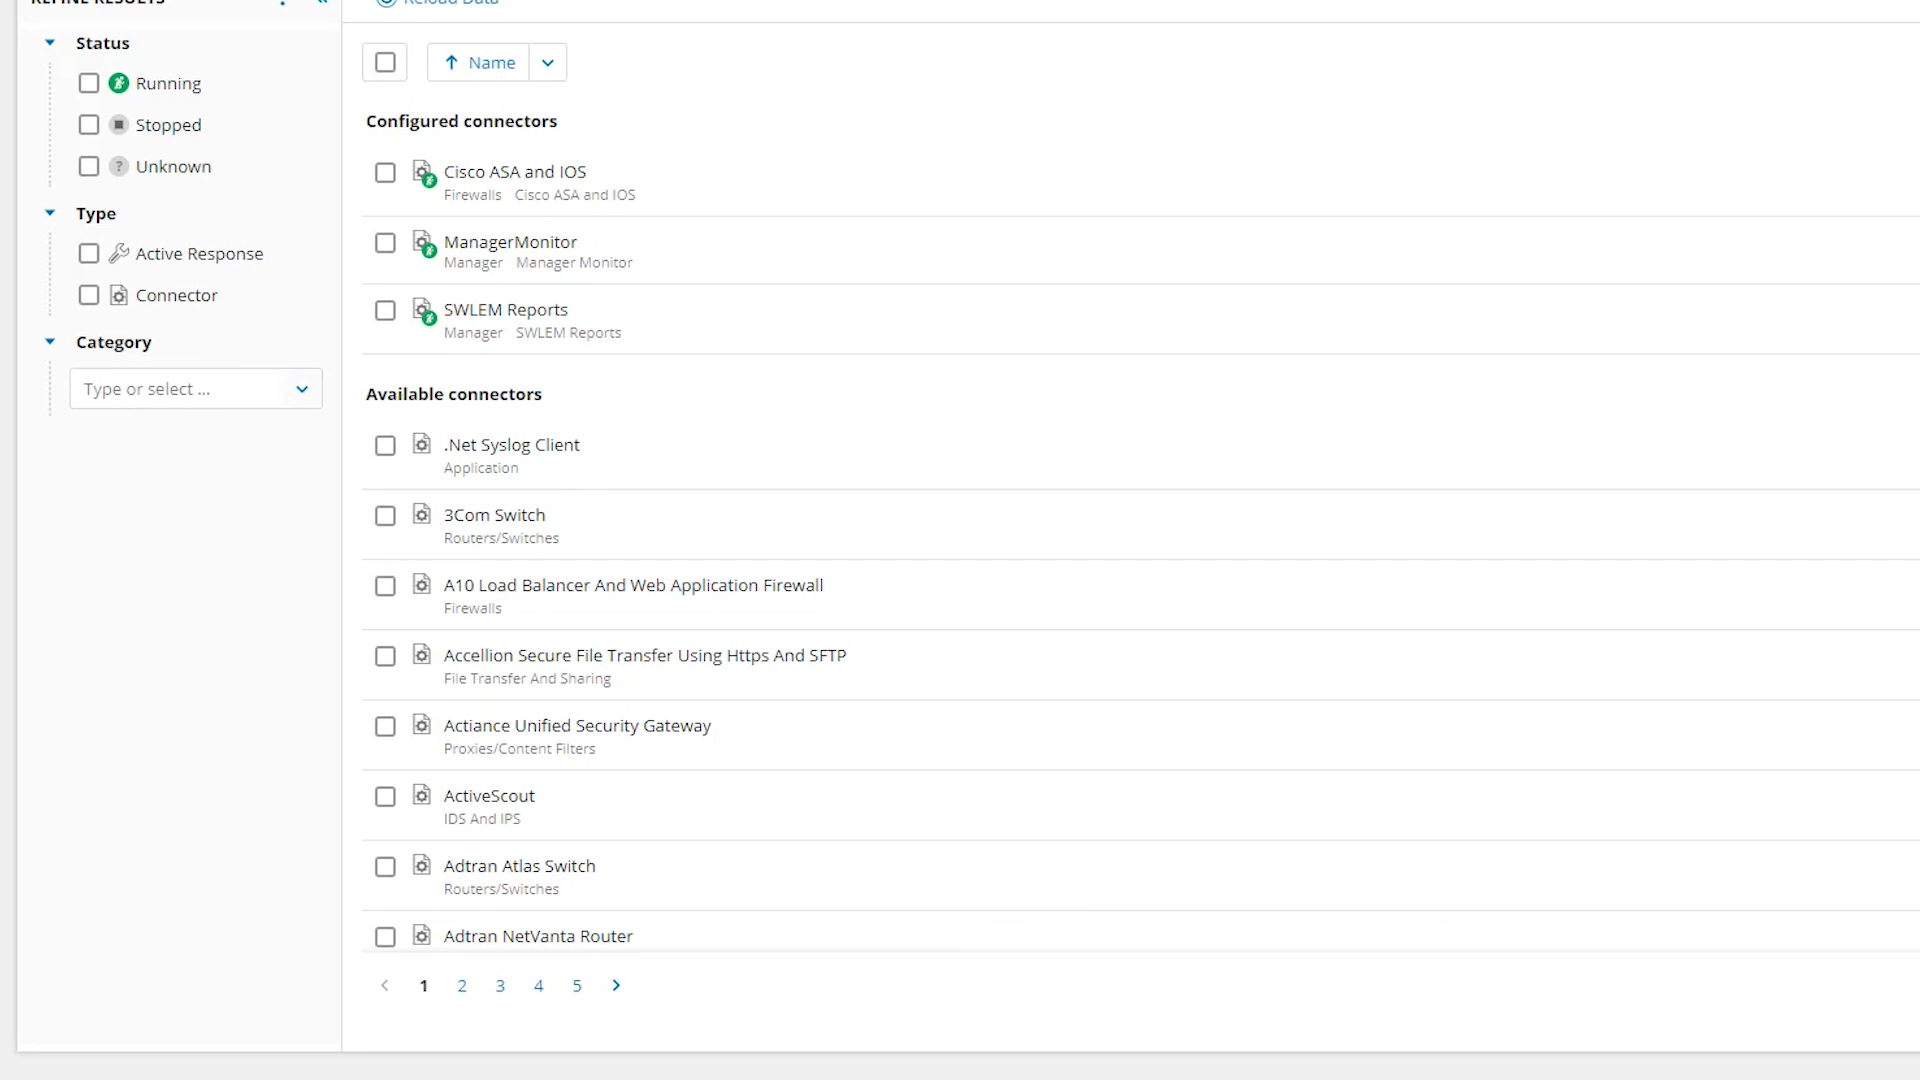 REFINE RESULTS
Reload Data
Status
Running
Stopped
Unknown
Type
Active Response
Connector
Category
Type or select ...
Name
Configured connectors
Cisco ASA and IOS
Firewalls Cisco ASA and IOS
ManagerMonitor
Manager Manager Monitor
SWLEM Reports
Manager SWLEM Reports
Available connectors
.Net Syslog Client
Application
3Com Switch
Routers/Switches
A10 Load Balancer And Web Application Firewall
Firewalls
Accellion Secure File Transfer Using Https And SFTP
File Transfer And Sharing
Actiance Unified Security Gateway
Proxies/Content Filters
ActiveScout
IDS And IPS
Adtran Atlas Switch
Routers/Switches
Adtran NetVanta Router
1 2 3 4 5